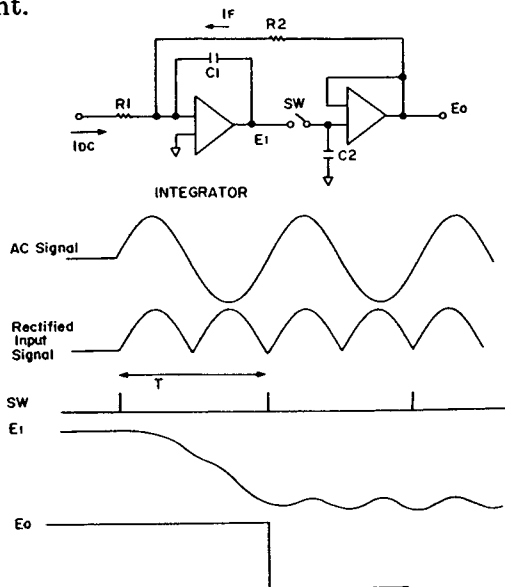 nt.
IF
R2
C1
R1
SW
Eo
E1
IDC
C2
INTEGRATOR
AC Signal
Rectified
Input
Signal
T
SW
E1
Eo